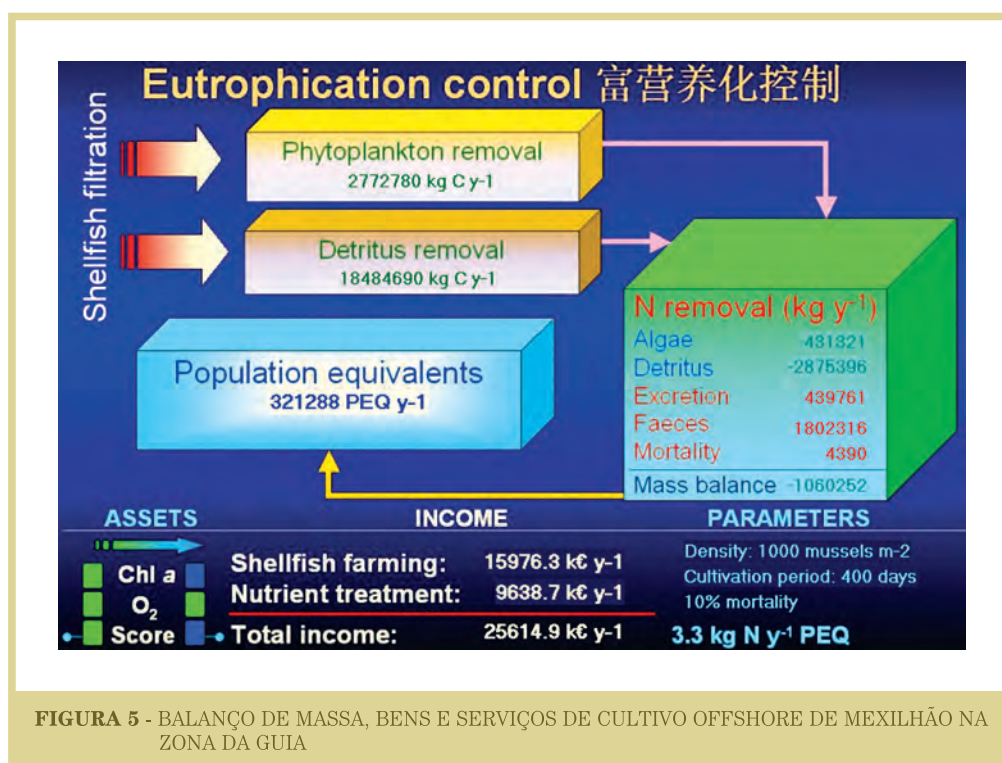 Eutrophication control 富营养化控制
Shellfish filtration
Phytoplankton removal
2772780 kg C y-1
Detritus removal
18484690 kg C y-1
N removal (kg y-1)
Algae -431321
Detritus -2875396
Excretion 439761
Faeces 1802316
Mortality 4390
Mass balance -1060252
Population equivalents
321288 PEQ y-1
ASSETS
Chl a
O2
Score
INCOME
Shellfish farming: 15976.3 k€ y-1
Nutrient treatment: 9638.7 k€ y-1
Total income: 25614.9 k€ y-1
PARAMETERS
Density: 1000 mussels m-2
Cultivation period: 400 days
10% mortality
3.3 kg N y-1 PEQ
FIGURA 5 - BALANÇO DE MASSA, BENS E SERVIÇOS DE CULTIVO OFFSHORE DE MEXILHÃO NA
ZONA DA GUIA